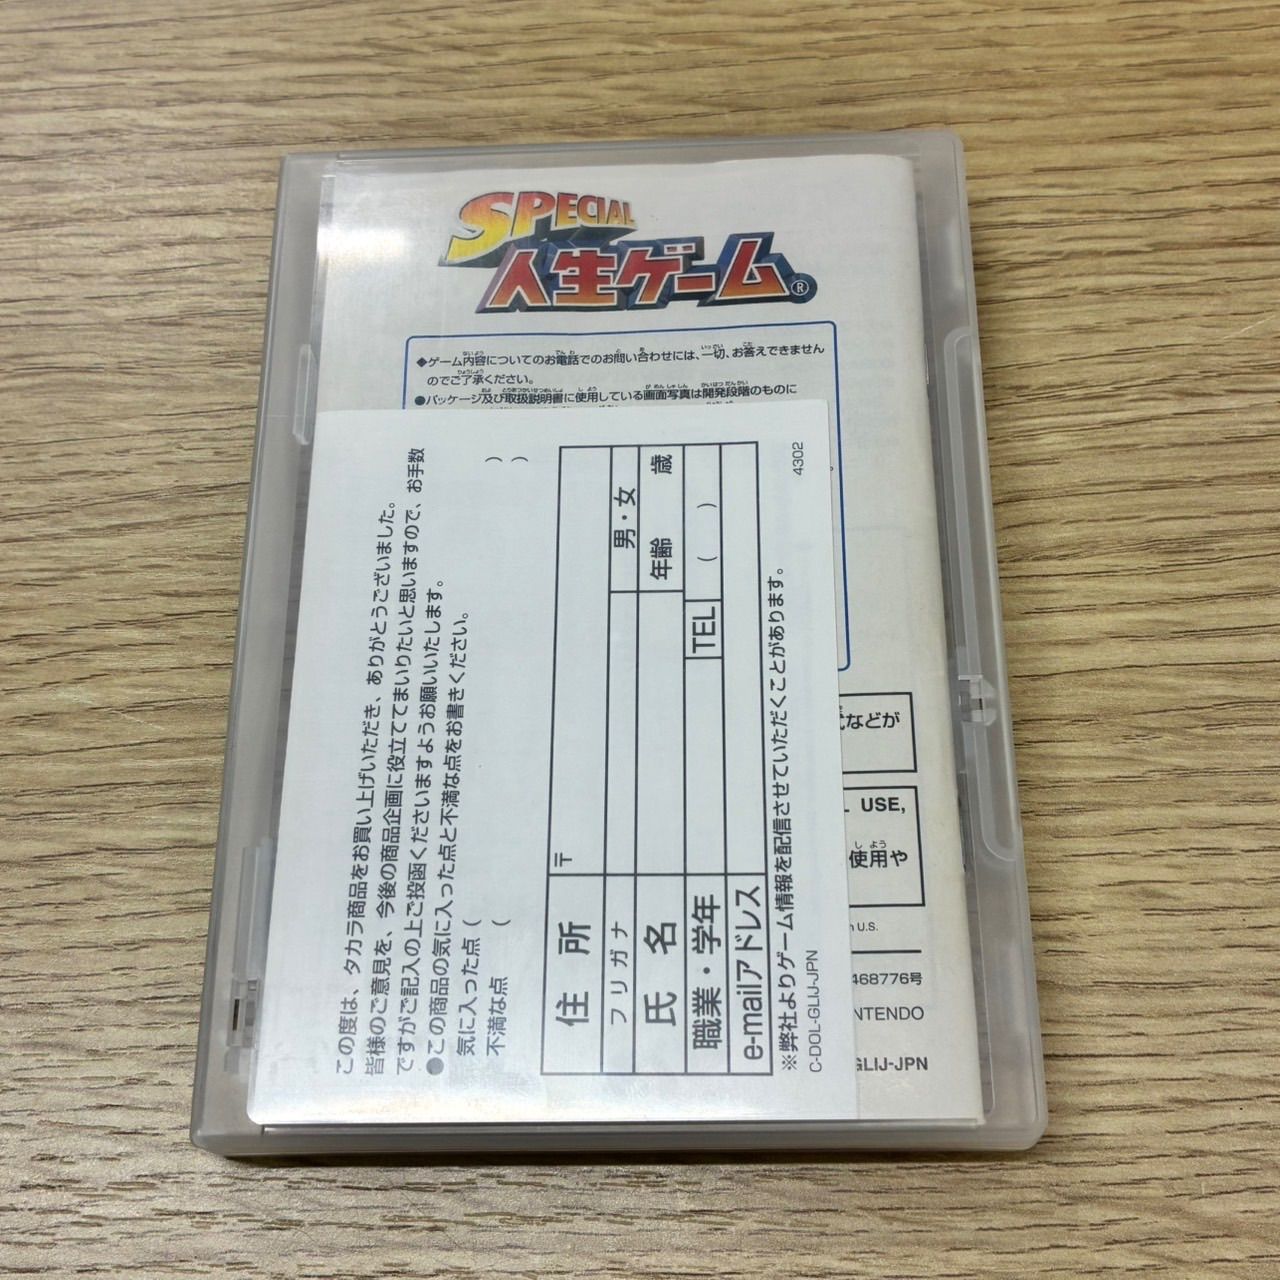 SPECIAL
人生ゲーム®
◆ゲーム内容についてのお電話でのお問い合わせには、一切、お答えできません
のでご了承ください。
●パッケージ及び取扱説明書に使用している画面写真は開発段階のものに
などが
USE,
使用や
U.S.
468776号
NINTENDO
GLIJ-JPN
この度は、タカラ商品をお買い上げいただき、ありがとうございました。
皆様のご意見を、今後の商品企画に役立ててまいりたいと思いますので、お手数
ですがご記入の上ご投函くださいますようお願いいたします。
●この商品の気に入った点と不満な点をお書きください。
気に入った点（ ）
不満な点 （ ）
住所 〒
フリガナ 男・女
氏名 年齢 歳
職業・学年 TEL （ ）
e-mailアドレス
※弊社よりゲーム情報を配信させていただくことがあります。
C-DOL-GLIJ-JPN 4302